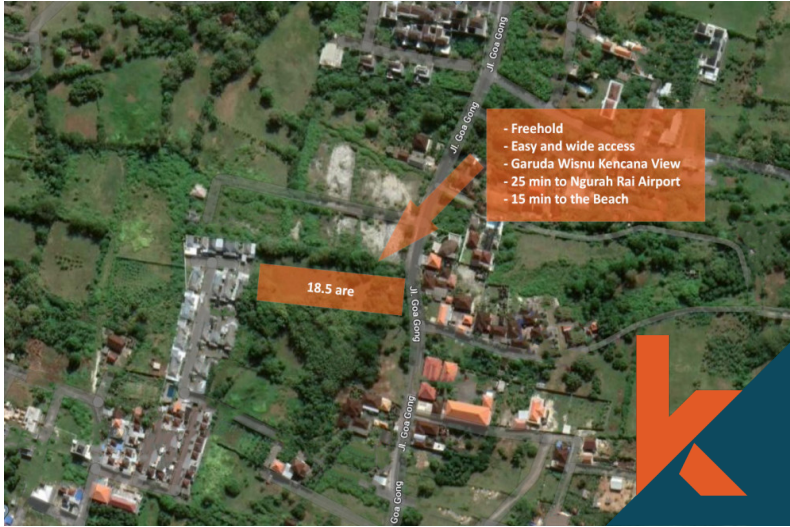 Jl. Goa Gong
Jl. Goa Gong
- Freehold
- Easy and wide access
- Garuda Wisnu Kencana View
- 25 min to Ngurah Rai Airport
- 15 min to the Beach
18.5 are
Jl. Goa Gong
Jl. Goa Gong
Goa Gong
k